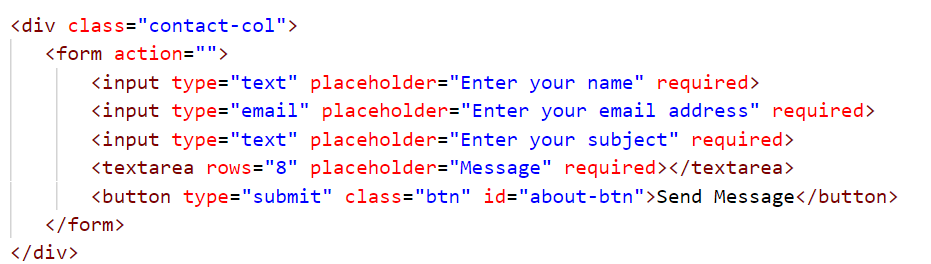 <div class="contact-col">
<form action="">
<input type="text" placeholder="Enter your name" required>
<input type="email" placeholder="Enter your email address" required>
<input type="text" placeholder="Enter your subject" required>
<textarea rows="8" placeholder="Message" required></textarea>
<button type="submit" class="btn" id="about-btn">Send Message</button>
</form>
</div>